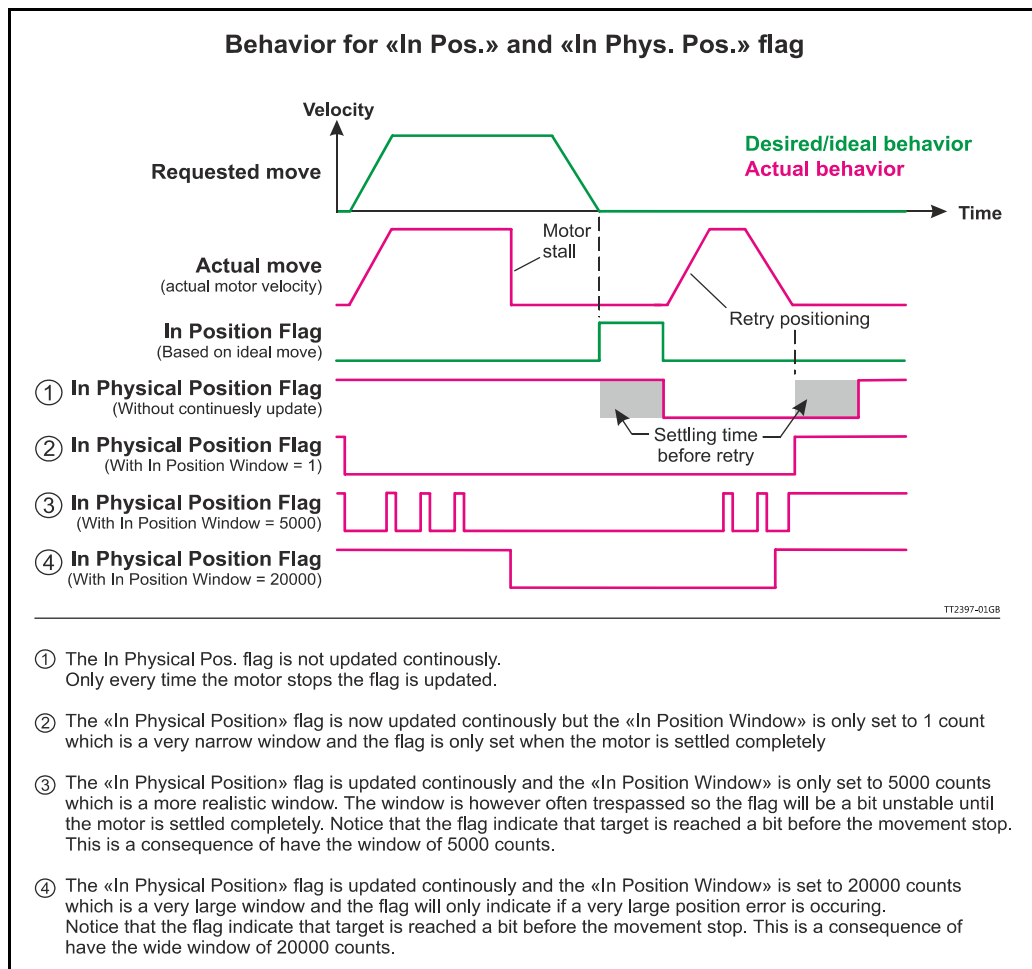 Behavior for «In Pos.» and «In Phys. Pos.» flag
Velocity
Requested move
Desired/ideal behavior
Actual behavior
Time
Motor
stall
Actual move
(actual motor velocity)
Retry positioning
In Position Flag
(Based on ideal move)
① In Physical Position Flag
(Without continuesly update)
Settling time
before retry
② In Physical Position Flag
(With In Position Window = 1)
③ In Physical Position Flag
(With In Position Window = 5000)
④ In Physical Position Flag
(With In Position Window = 20000)
TT2397-01GB
① The In Physical Pos. flag is not updated continously.
Only every time the motor stops the flag is updated.
② The «In Physical Position» flag is now updated continously but the «In Position Window» is only set to 1 count
which is a very narrow window and the flag is only set when the motor is settled completely
③ The «In Physical Position» flag is updated continously and the «In Position Window» is only set to 5000 counts
which is a more realistic window. The window is however often trespassed so the flag will be a bit unstable until
the motor is settled completely. Notice that the flag indicate that target is reached a bit before the movement stop.
This is a consequence of have the window of 5000 counts.
④ The «In Physical Position» flag is updated continously and the «In Position Window» is set to 20000 counts
which is a very large window and the flag will only indicate if a very large position error is occuring.
Notice that the flag indicate that target is reached a bit before the movement stop. This is a consequence of
have the wide window of 20000 counts.